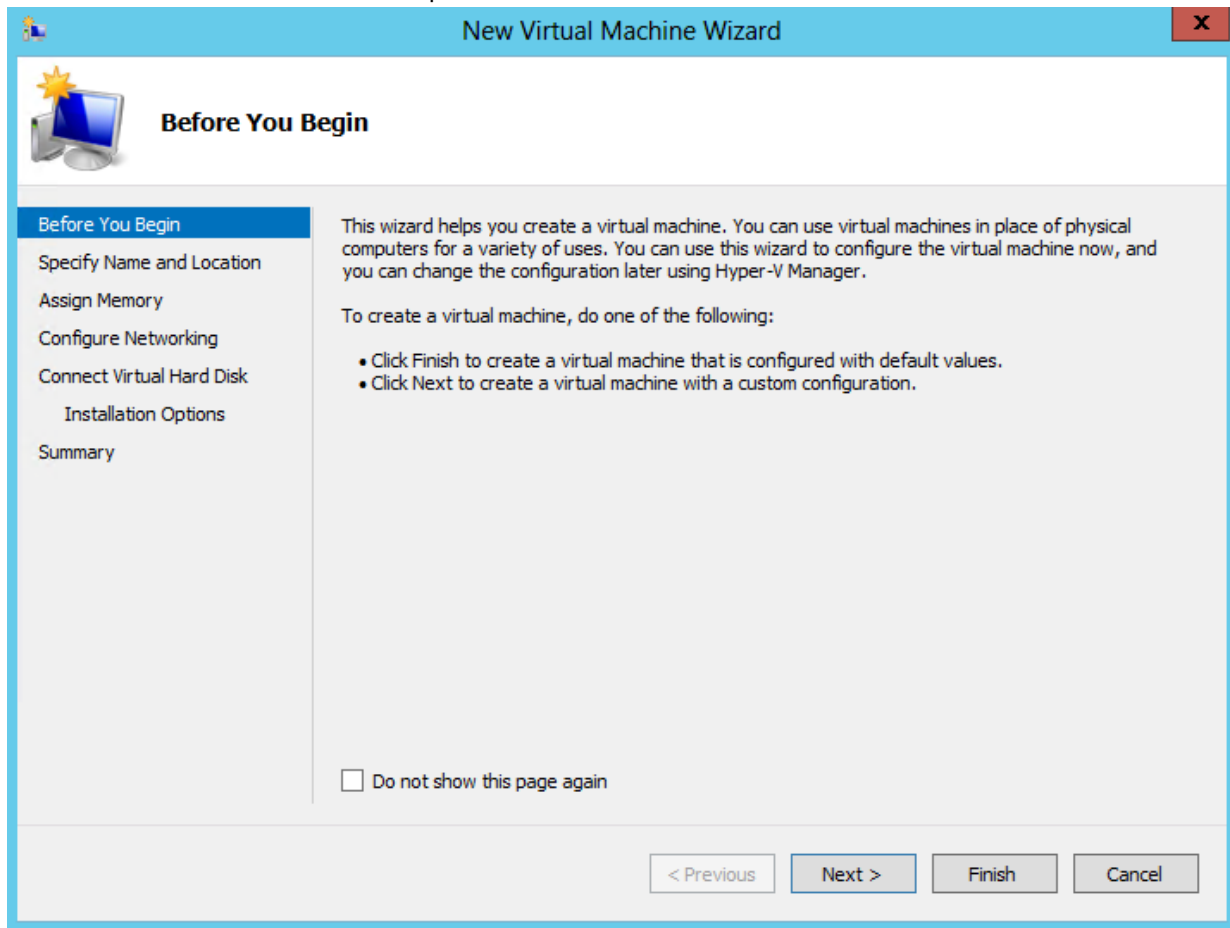 New Virtual Machine Wizard
x
Before You Begin
Before You Begin
Specify Name and Location
Assign Memory
Configure Networking
Connect Virtual Hard Disk
Installation Options
Summary
This wizard helps you create a virtual machine. You can use virtual machines in place of physical
computers for a variety of uses. You can use this wizard to configure the virtual machine now, and
you can change the configuration later using Hyper-V Manager.
To create a virtual machine, do one of the following:
• Click Finish to create a virtual machine that is configured with default values.
• Click Next to create a virtual machine with a custom configuration.
Do not show this page again
< Previous Next > Finish Cancel